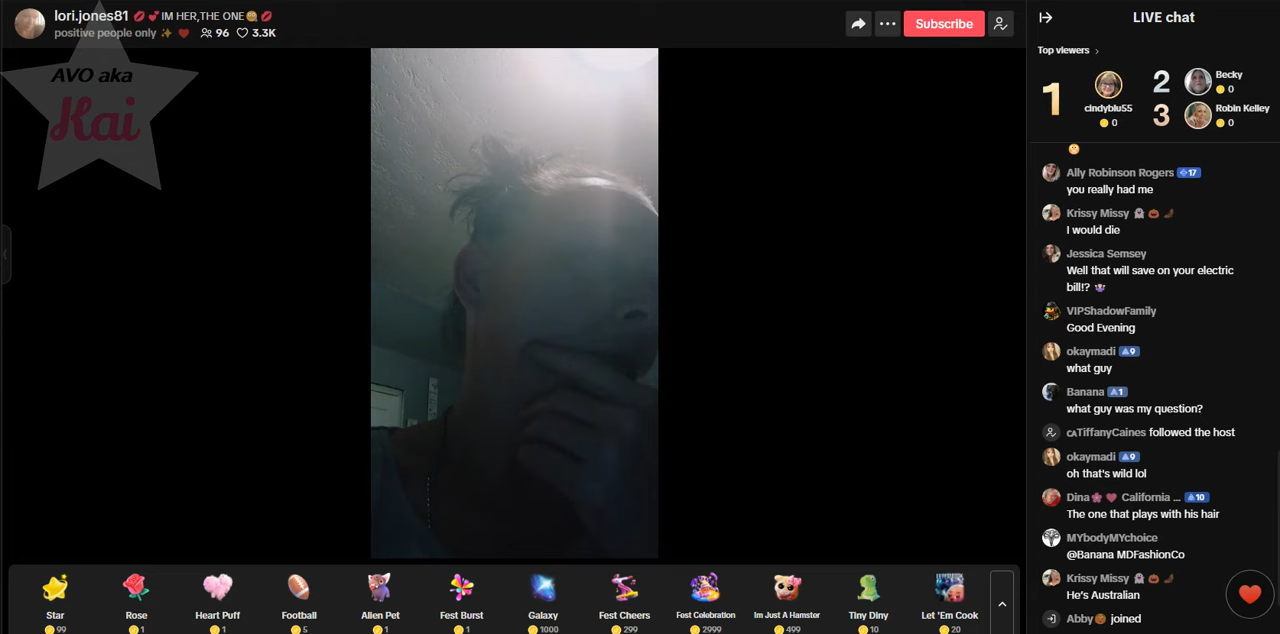 lori.jones81 💋💕IM HER,THE ONE🤭💋
positive people only ✨ ❤️ 96 3.3K
Subscribe
AVO aka
Kai
LIVE chat
Top viewers
1
cindyblu55
0
2
Becky
0
3
Robin Kelley
0
Ally Robinson Rogers 17
you really had me
Krissy Missy
I would die
Jessica Semsey
Well that will save on your electric
bill!?
VIPShadowFamily
Good Evening
okaymadi 9
what guy
Banana 1
what guy was my question?
TiffanyCaines followed the host
okaymadi 9
oh that's wild lol
Dina🌸 ❤️ California ... 10
The one that plays with his hair
MYbodyMYchoice
@Banana MDFashionCo
Krissy Missy
He's Australian
Abby joined
Star
99
Rose
1
Heart Puff
1
Football
5
Alien Pet
1
Fest Burst
1
Galaxy
1000
Fest Cheers
299
Fest Celebration
2999
Im Just A Hamster
499
Tiny Diny
10
Let 'Em Cook
20